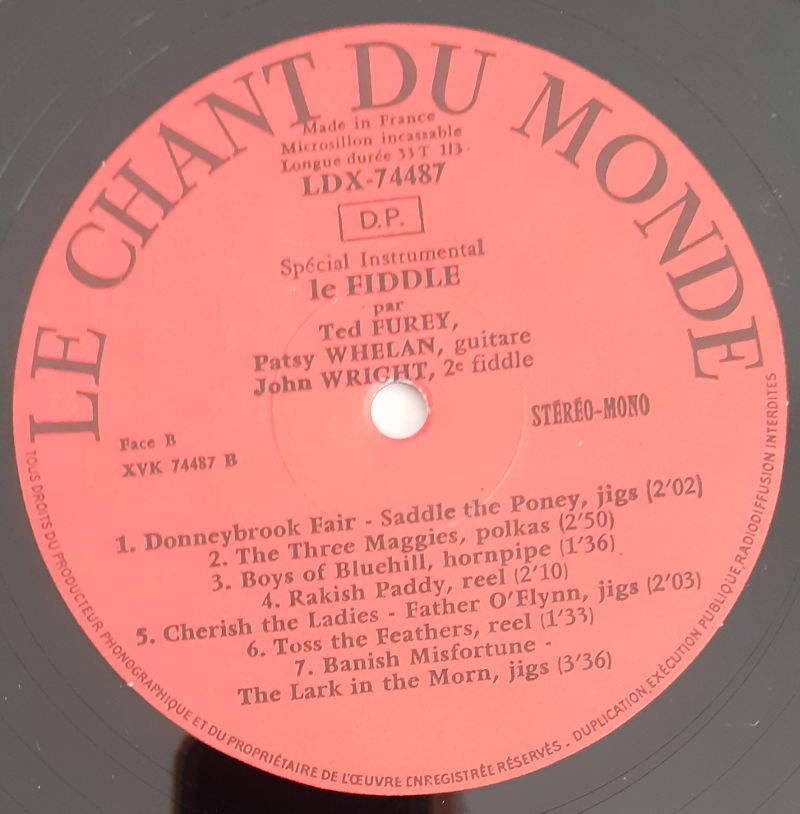 LE CHANT DU MONDE
Made in France
Microsillon incassable
Longue durée 33 T 1/3
LDX-74487
D.P.
Spécial Instrumental
le FIDDLE
par
Ted FUREY,
Patsy WHELAN, guitare
John WRIGHT, 2e fiddle
STÉRÉO-MONO
Face B
XVK 74487 B
1. Donneybrook Fair - Saddle the Poney, jigs (2'02)
2. The Three Maggies, polkas (2'50)
3. Boys of Bluehill, hornpipe (1'36)
4. Rakish Paddy, reel (2'10)
5. Cherish the Ladies - Father O'Flynn, jigs (2'03)
6. Toss the Feathers, reel (1'33)
7. Banish Misfortune -
The Lark in the Morn, jigs (3'36)
TOUS DROITS DU PRODUCTEUR PHONOGRAPHIQUE ET DU PROPRIÉTAIRE DE L'ŒUVRE ENREGISTRÉE RÉSERVÉS - DUPLICATION, EXÉCUTION PUBLIQUE, RADIODIFFUSION INTERDITES